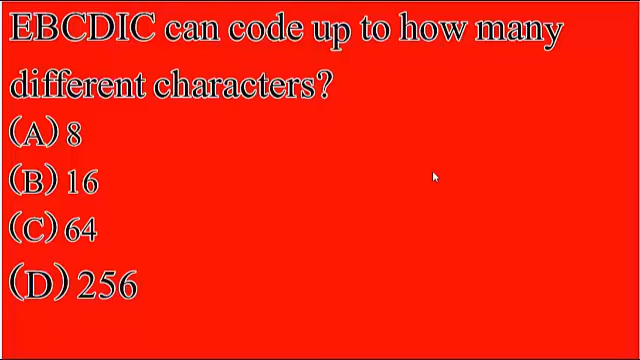 EBCDIC can code up to how many
different characters?
(A) 8
(B) 16
(C) 64
(D) 256